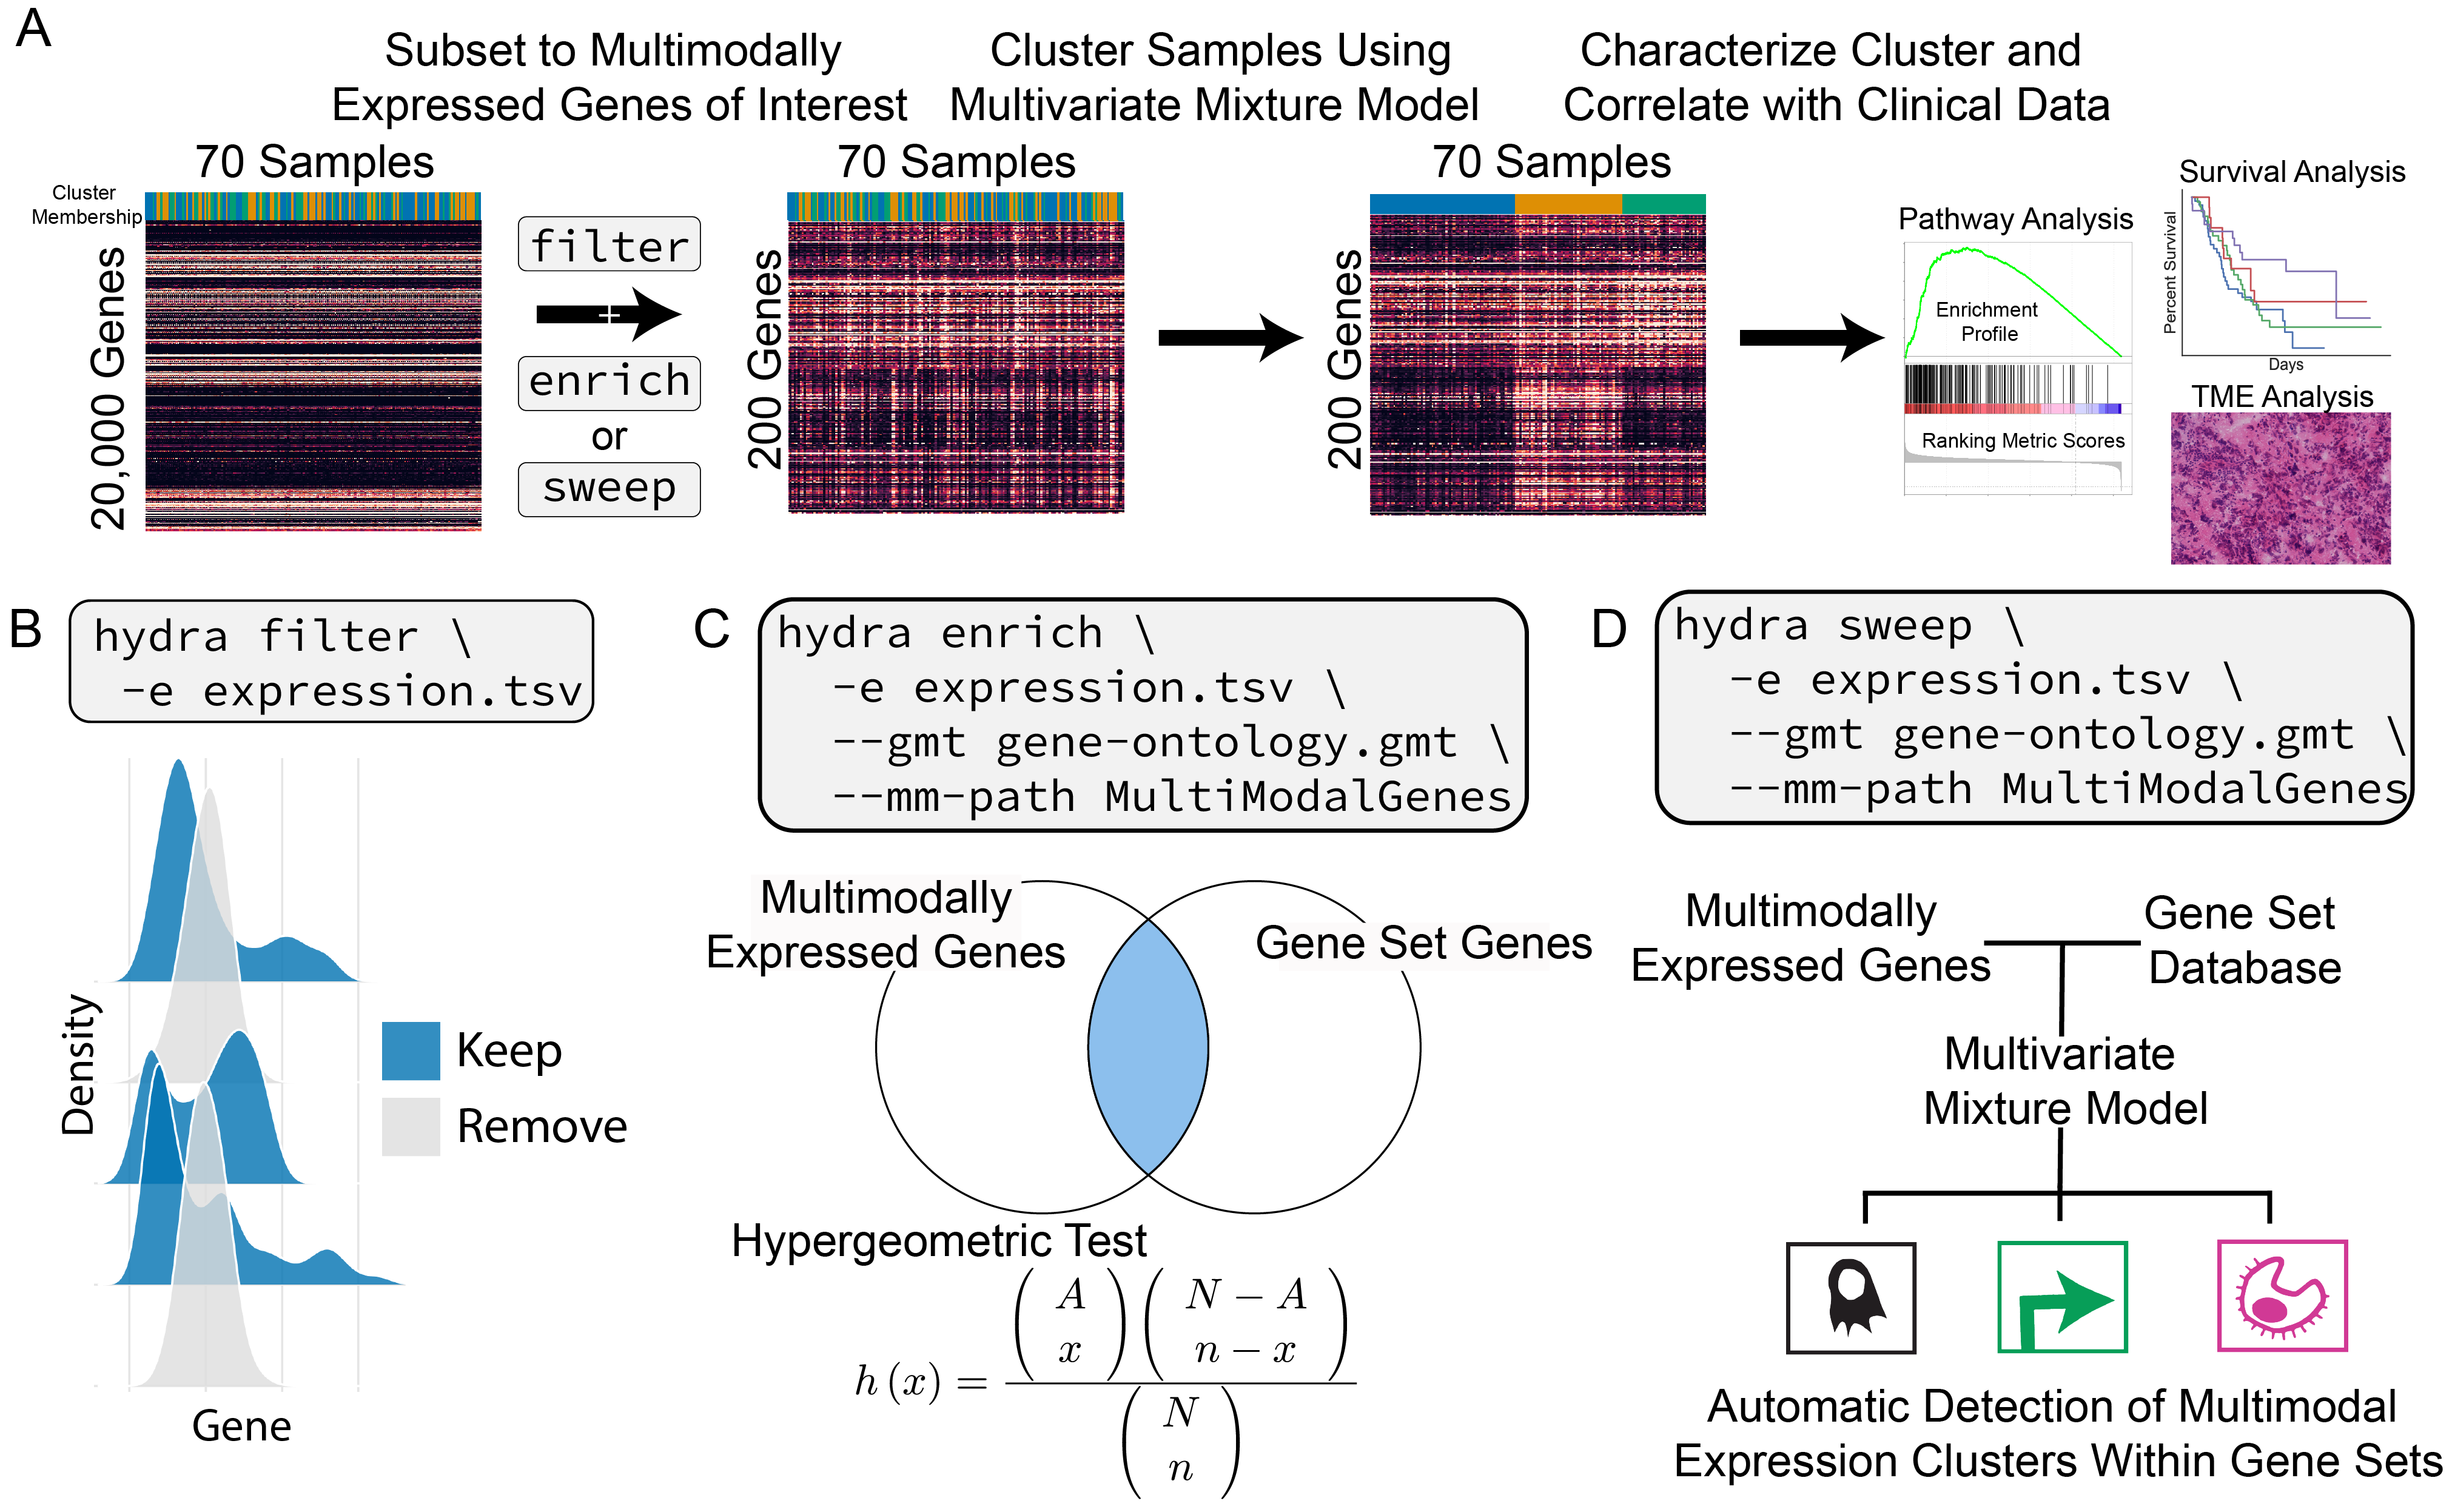 A
Subset to Multimodally
Expressed Genes of Interest
Cluster Samples Using
Multivariate Mixture Model
Characterize Cluster and
Correlate with Clinical Data
70 Samples
70 Samples
70 Samples
Cluster
Membership
20,000 Genes
filter
+
enrich
or
sweep
200 Genes
200 Genes
Pathway Analysis
Enrichment
Profile
Ranking Metric Scores
Survival Analysis
Percent Survival
Days
TME Analysis
B
hydra filter \
-e expression.tsv
Density
Keep
Remove
Gene
C
hydra enrich \
-e expression.tsv \
--gmt gene-ontology.gmt \
--mm-path MultiModalGenes
Multimodally
Expressed Genes
Gene Set Genes
Hypergeometric Test
h (x) = (A x) (N − A n − x) / (N n)
D
hydra sweep \
-e expression.tsv \
--gmt gene-ontology.gmt \
--mm-path MultiModalGenes
Multimodally
Expressed Genes
Gene Set
Database
Multivariate
Mixture Model
Automatic Detection of Multimodal
Expression Clusters Within Gene Sets